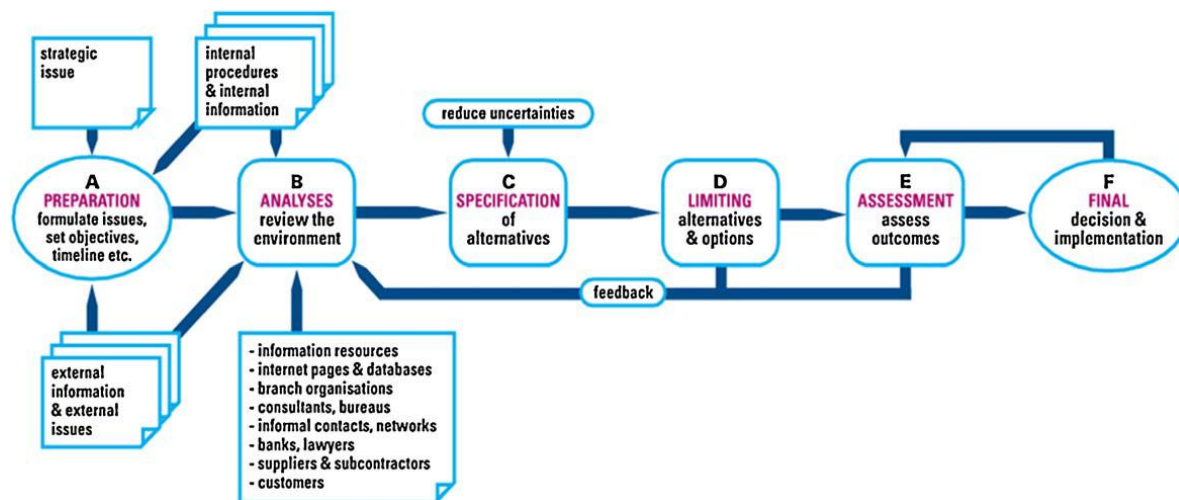 strategic
issue
internal
procedures
& internal
information
reduce uncertainties
A
PREPARATION
formulate issues,
set objectives,
timeline etc.
B
ANALYSES
review the
environment
C
SPECIFICATION
of
alternatives
D
LIMITING
alternatives
& options
E
ASSESSMENT
assess
outcomes
F
FINAL
decision &
implementation
feedback
external
information
& external
issues
- information resources
- internet pages & databases
- branch organisations
- consultants, bureaus
- informal contacts, networks
- banks, lawyers
- suppliers & subcontractors
- customers